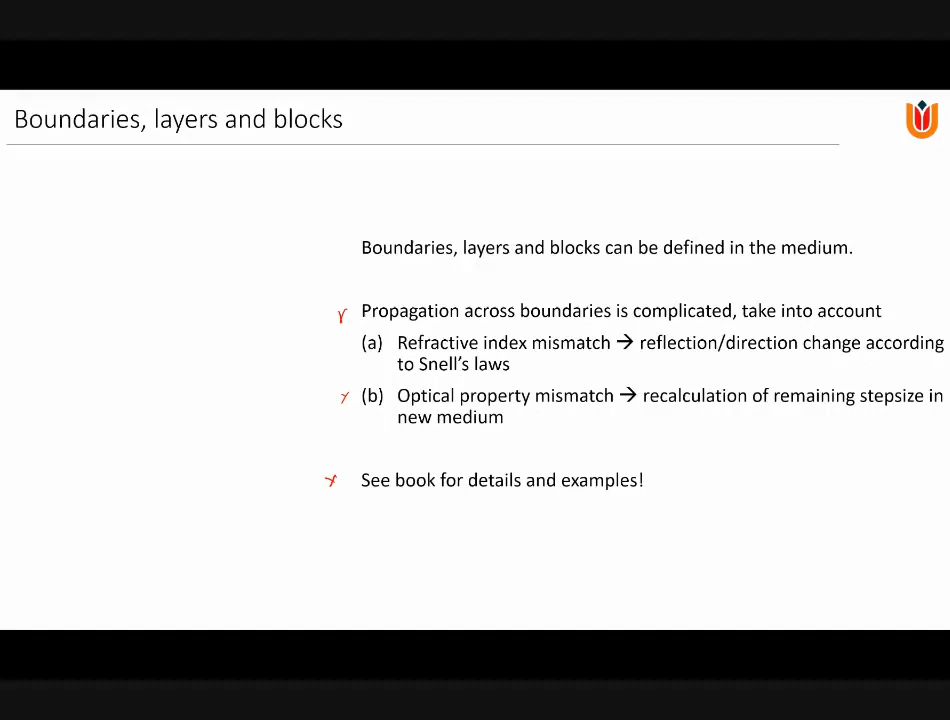 Boundaries, layers and blocks
Boundaries, layers and blocks can be defined in the medium.
Propagation across boundaries is complicated, take into account
(a) Refractive index mismatch → reflection/direction change according
to Snell's laws
(b) Optical property mismatch → recalculation of remaining stepsize in
new medium
See book for details and examples!